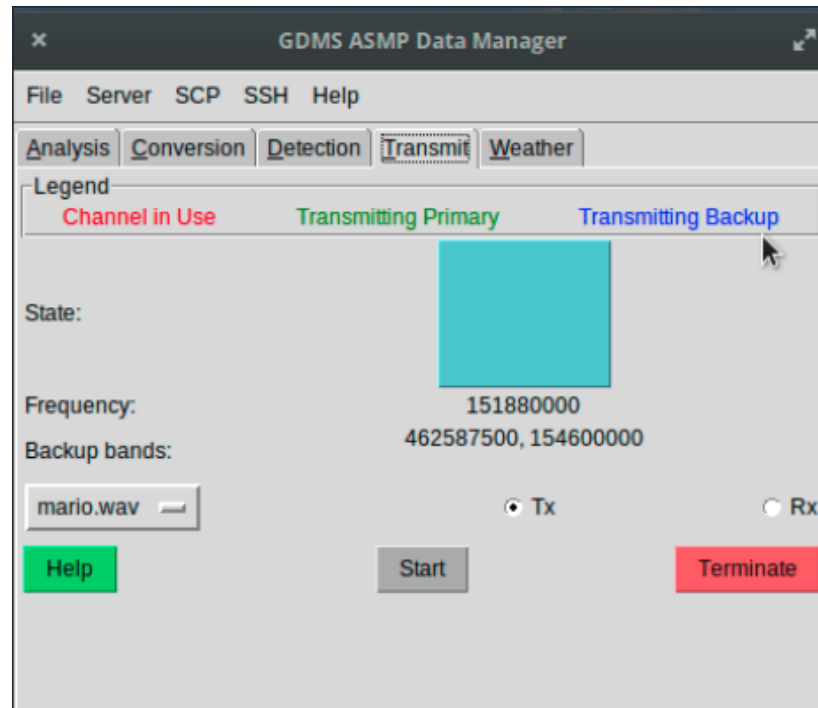 GDMS ASMP Data Manager
File Server SCP SSH Help
Analysis Conversion Detection Transmit Weather
Legend
Channel in Use Transmitting Primary Transmitting Backup
State:
Frequency: 151880000
Backup bands: 462587500, 154600000
mario.wav Tx Rx
Help Start Terminate